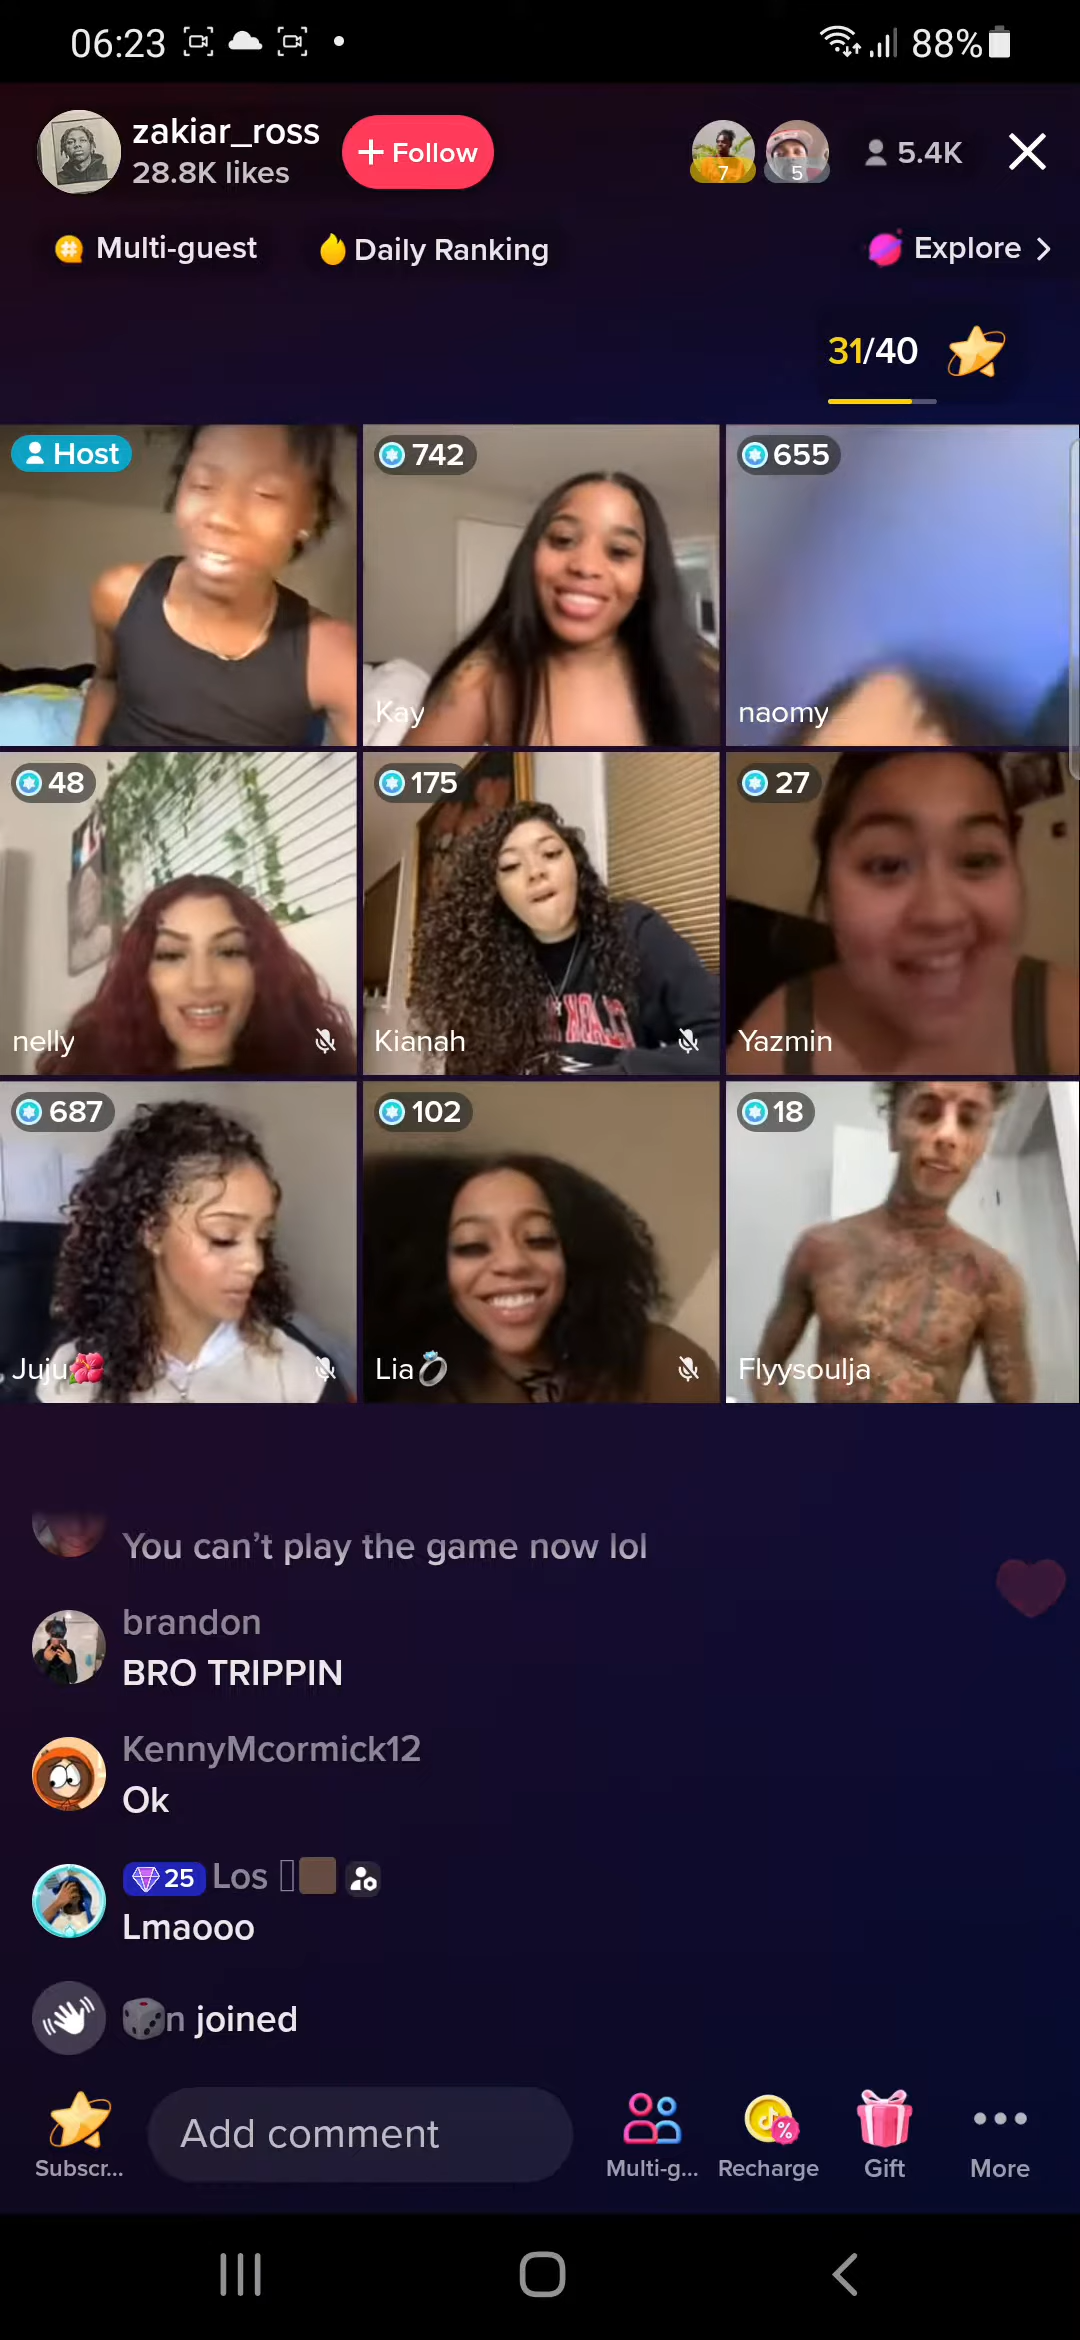 06:23
88%
zakiar_ross
28.8K likes
+ Follow
7
5
5.4K
Multi-guest
Daily Ranking
Explore >
31/40
Host
742
655
Kay
naomy
48
175
27
nelly
Kianah
Yazmin
687
102
18
Juju🌺
Lia💍
Flyysoulja
You can’t play the game now lol
brandon
BRO TRIPPIN
KennyMcormick12
Ok
25 Los
Lmaooo
🎲n joined
Add comment
Subscr...
Multi-g...
Recharge
Gift
More